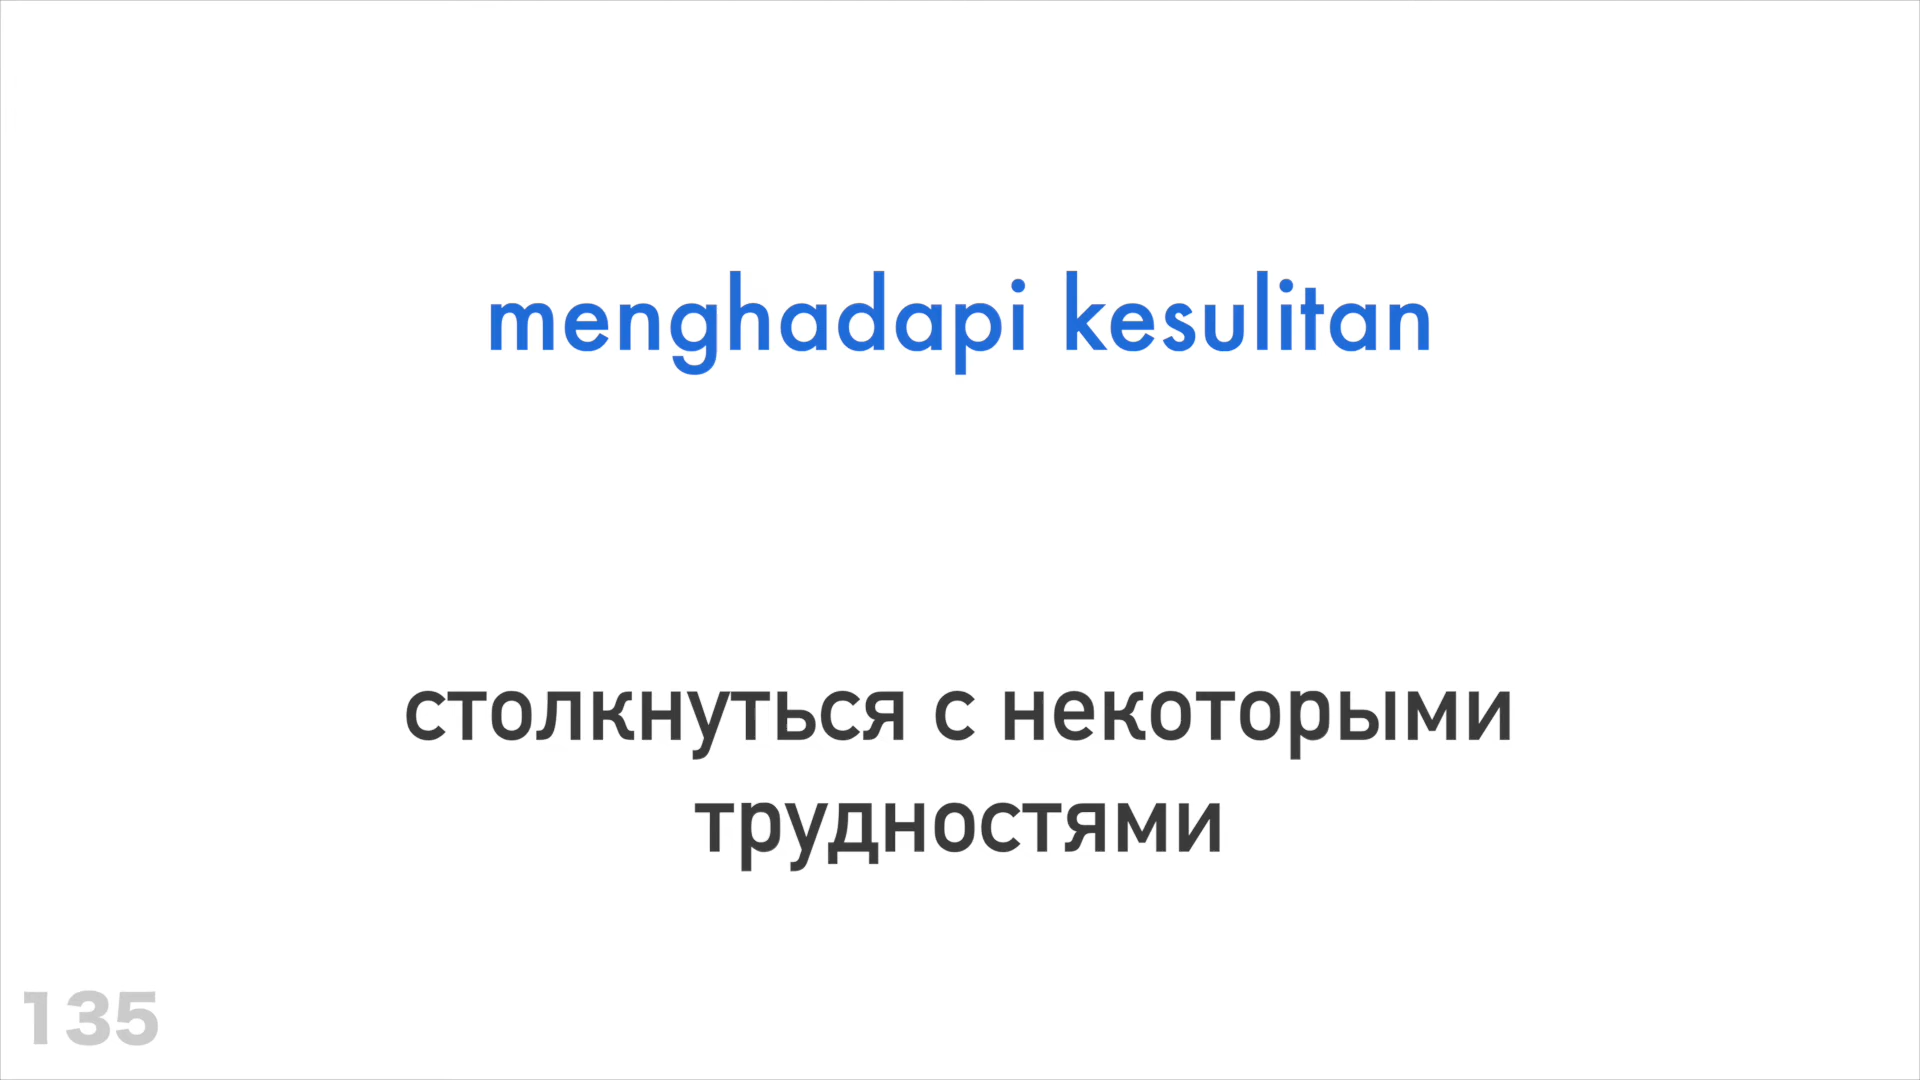 menghadapi kesulitan
столкнуться с некоторыми
трудностями
135